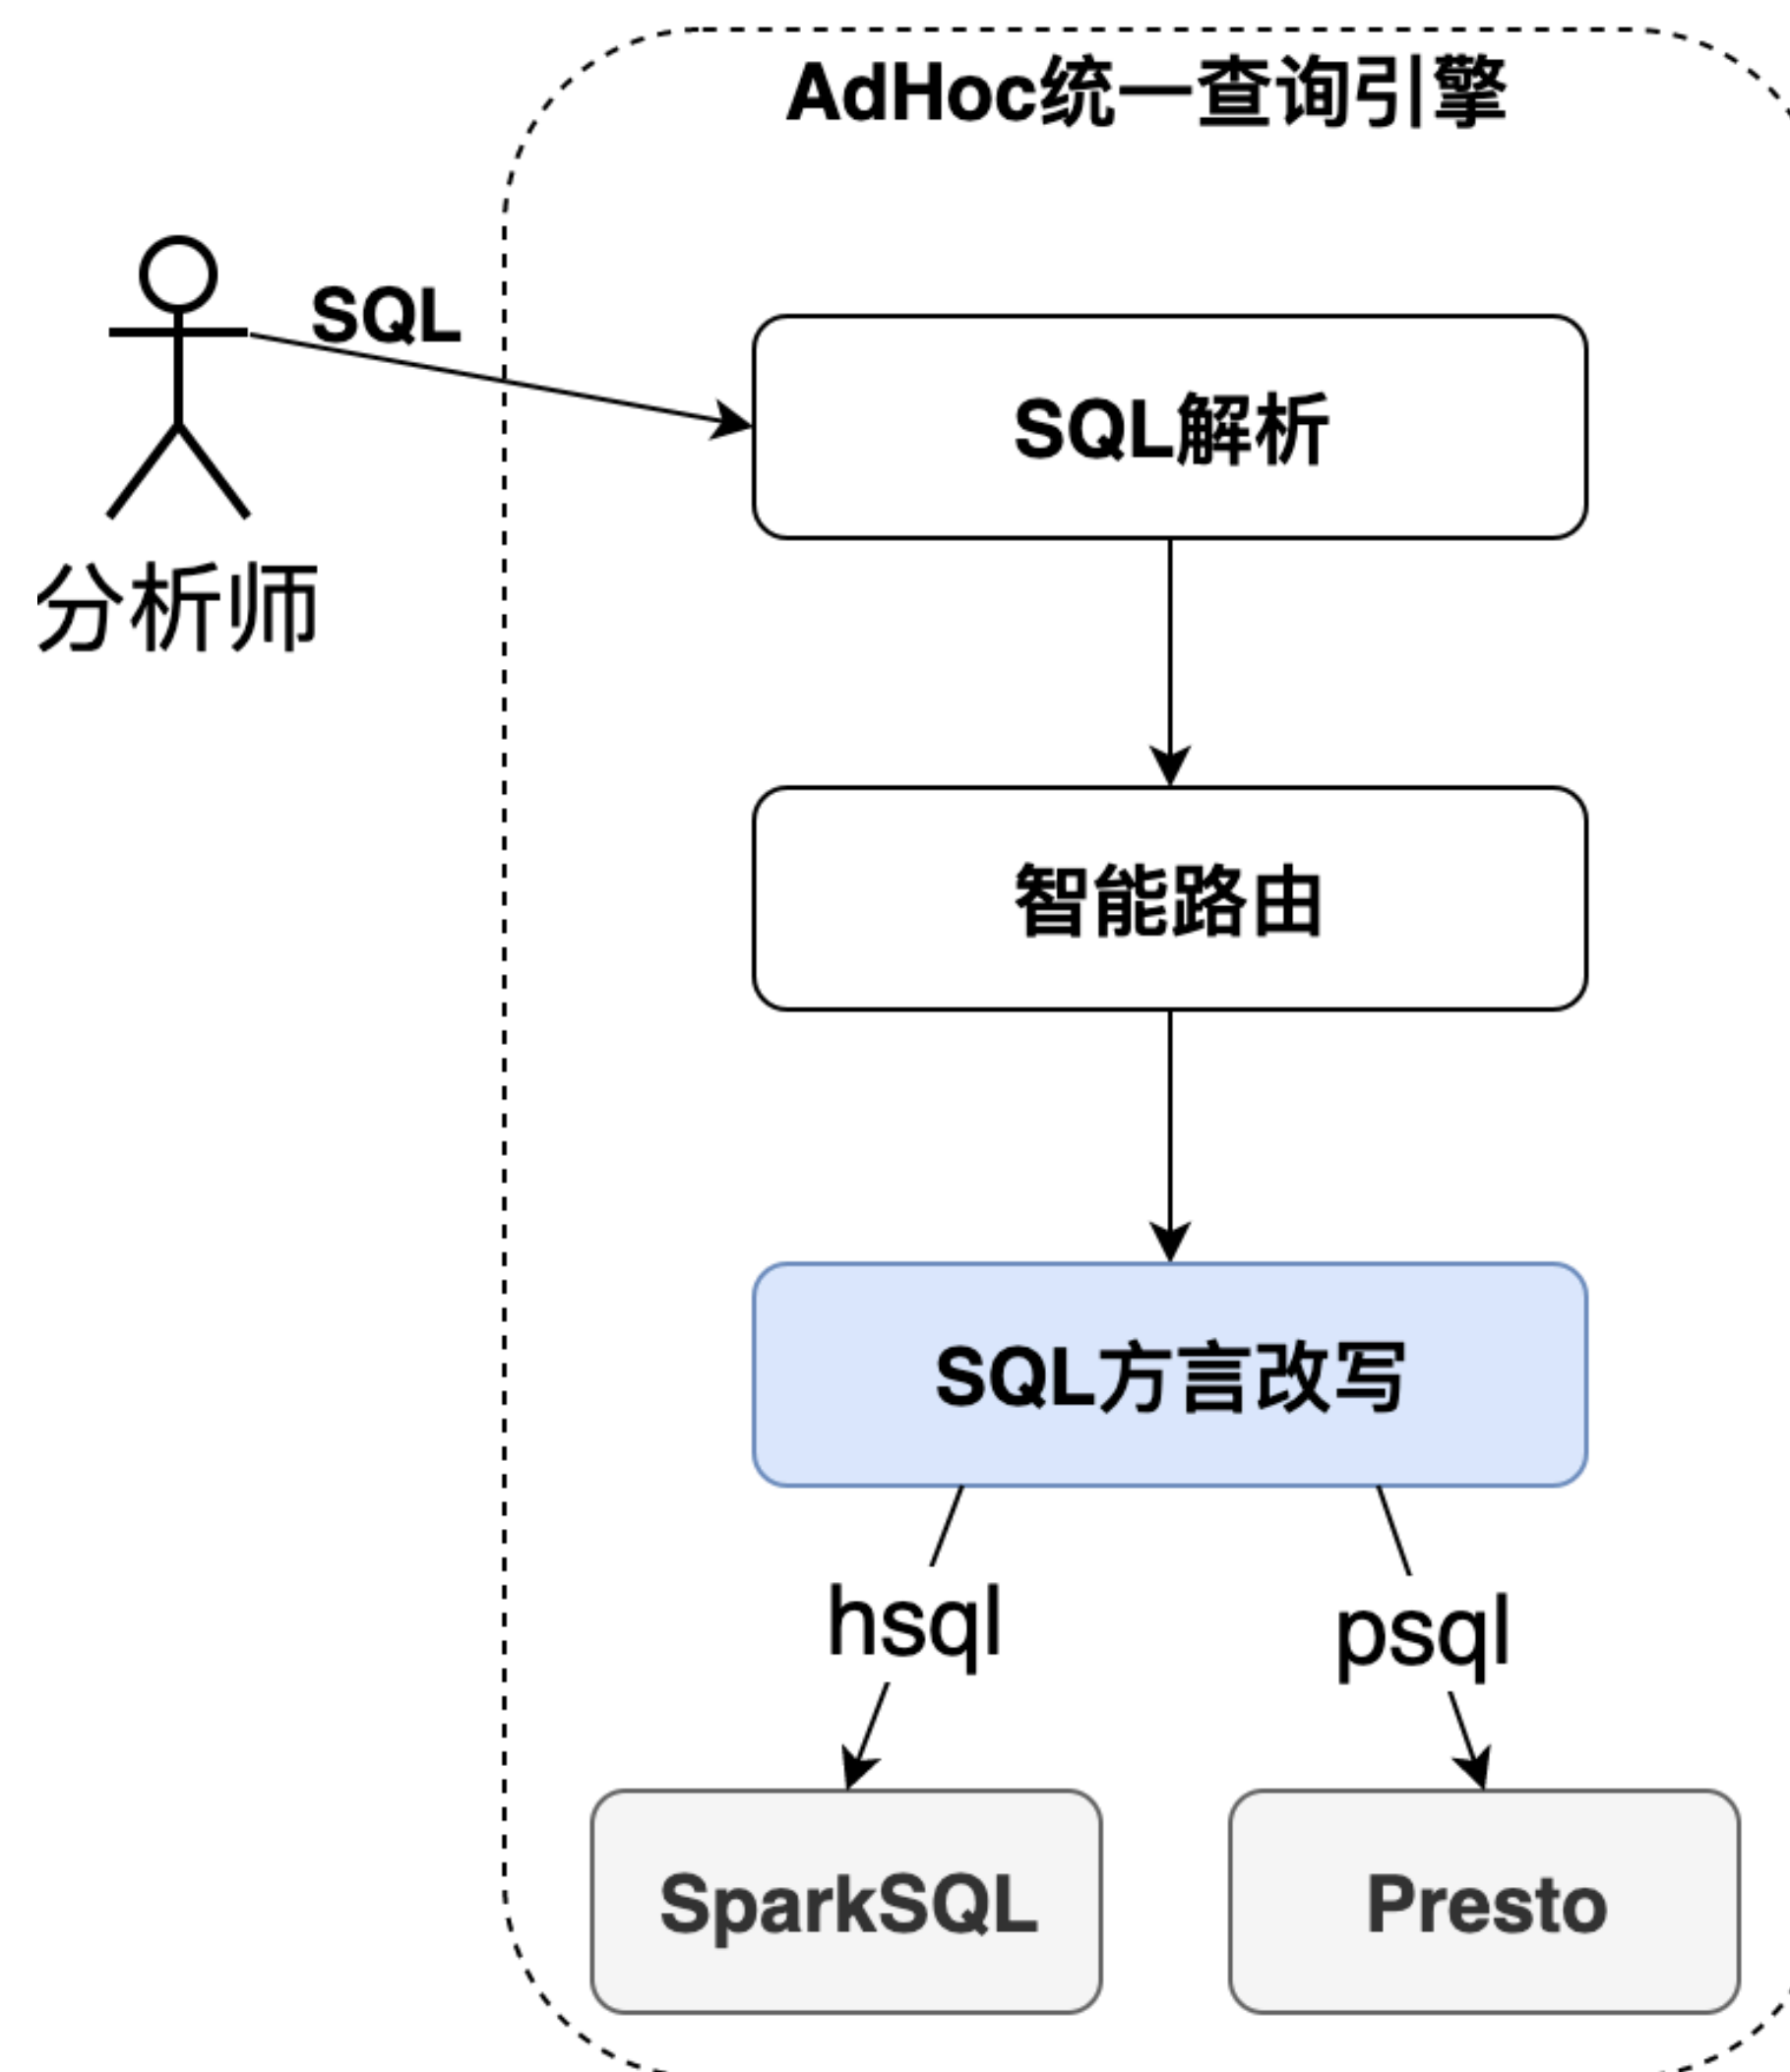 AdHoc统一查询引擎
SQL
SQL解析
分析师
智能路由
SQL方言改写
hsql
psql
SparkSQL
Presto